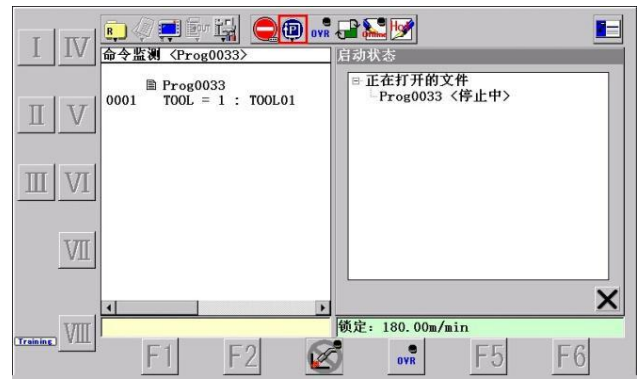 I
IV
II
V
III
VI
VII
VIII
Training
R
P
OVR
Online
Hot
命令监测 <Prog0033>
Prog0033
0001 TOOL = 1 : TOOL01
启动状态
正在打开的文件
Prog0033 <停止中>
锁定: 180.00m/min
F1
F2
OVR
F5
F6